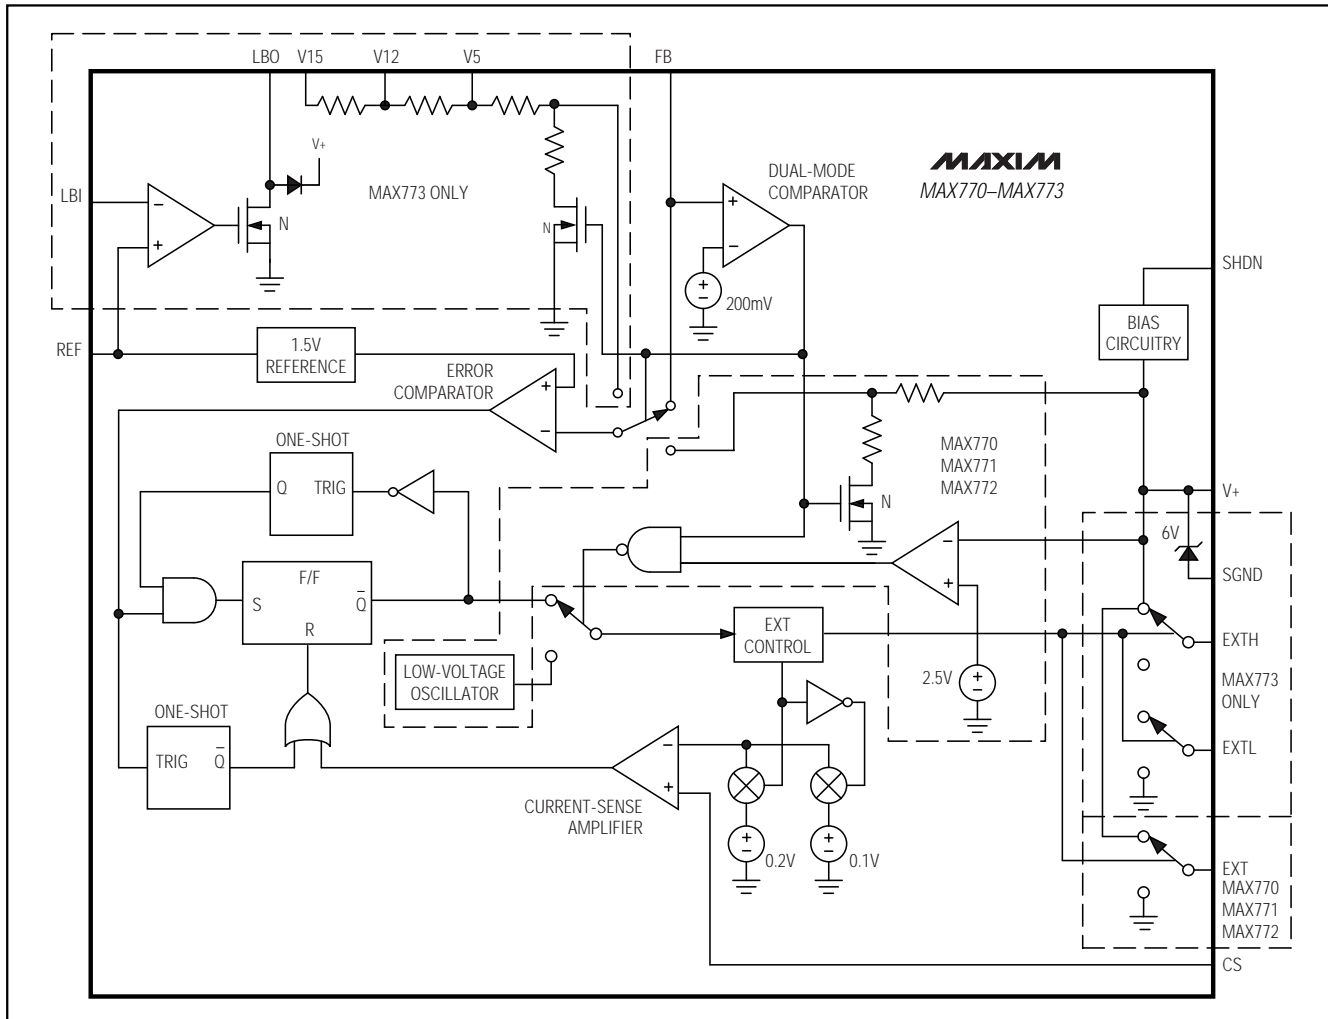 LBO V15 V12 V5 FB
V+
MAXIM
MAX770–MAX773
DUAL-MODE
COMPARATOR
LBI
MAX773 ONLY
−
+
N
N
+
−
+
−
200mV
SHDN
BIAS
CIRCUITRY
REF
1.5V
REFERENCE
ERROR
COMPARATOR
+
−
ONE-SHOT
Q TRIG
MAX770
MAX771
MAX772
N
V+
6V
SGND
−
+
F/F
S Q
R
EXT
CONTROL
EXTH
LOW-VOLTAGE
OSCILLATOR
2.5V
+
−
MAX773
ONLY
ONE-SHOT
TRIG Q
EXTL
−
+
CURRENT-SENSE
AMPLIFIER
+
−
0.2V
+
−
0.1V
EXT
MAX770
MAX771
MAX772
CS